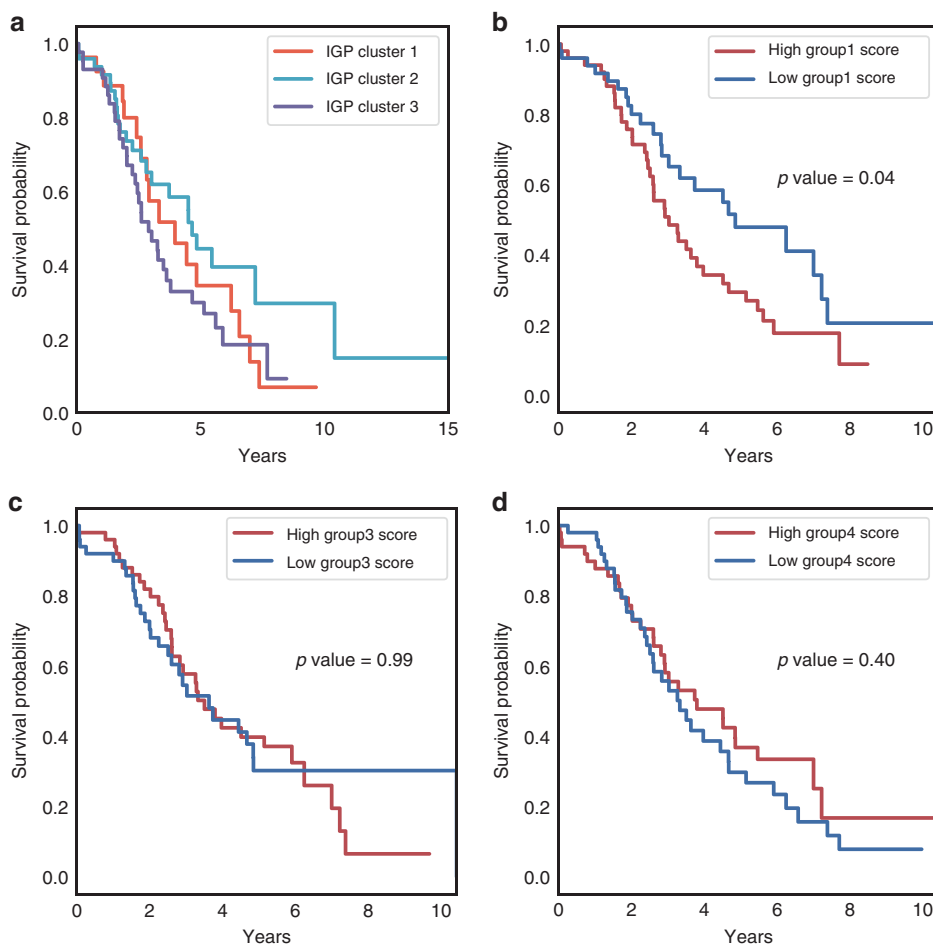 a
1.0
0.8
0.6
0.4
0.2
0.0
Survival probability
IGP cluster 1
IGP cluster 2
IGP cluster 3
0
5
10
15
Years
b
1.0
0.8
0.6
0.4
0.2
0.0
Survival probability
High group1 score
Low group1 score
p value = 0.04
0
2
4
6
8
10
Years
c
1.0
0.8
0.6
0.4
0.2
0.0
Survival probability
High group3 score
Low group3 score
p value = 0.99
0
2
4
6
8
10
Years
d
1.0
0.8
0.6
0.4
0.2
0.0
Survival probability
High group4 score
Low group4 score
p value = 0.40
0
2
4
6
8
10
Years